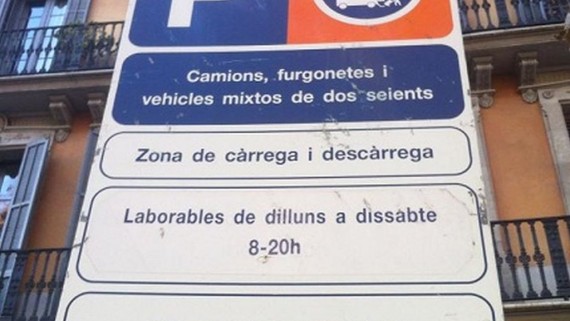 P
Camions, furgonetes i
vehicles mixtos de dos seients
Zona de càrrega i descàrrega
Laborables de dilluns a dissabte
8-20h